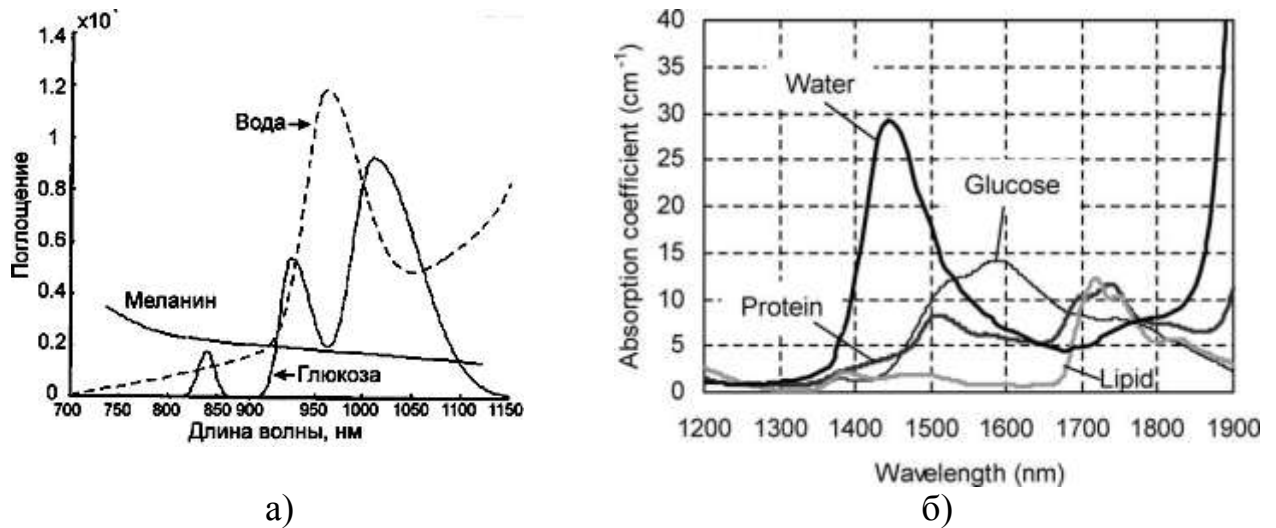 x10
1.4
1.2
1
0.8
0.6
0.4
0.2
0
Поглощение
Вода
Меланин
Глюкоза
700 750 800 850 900 950 1000 1050 1100 1150
Длина волны, нм
а)
40
35
30
25
20
15
10
5
0
Absorption coefficient (cm⁻¹)
Water
Glucose
Protein
Lipid
1200 1300 1400 1500 1600 1700 1800 1900
Wavelength (nm)
б)